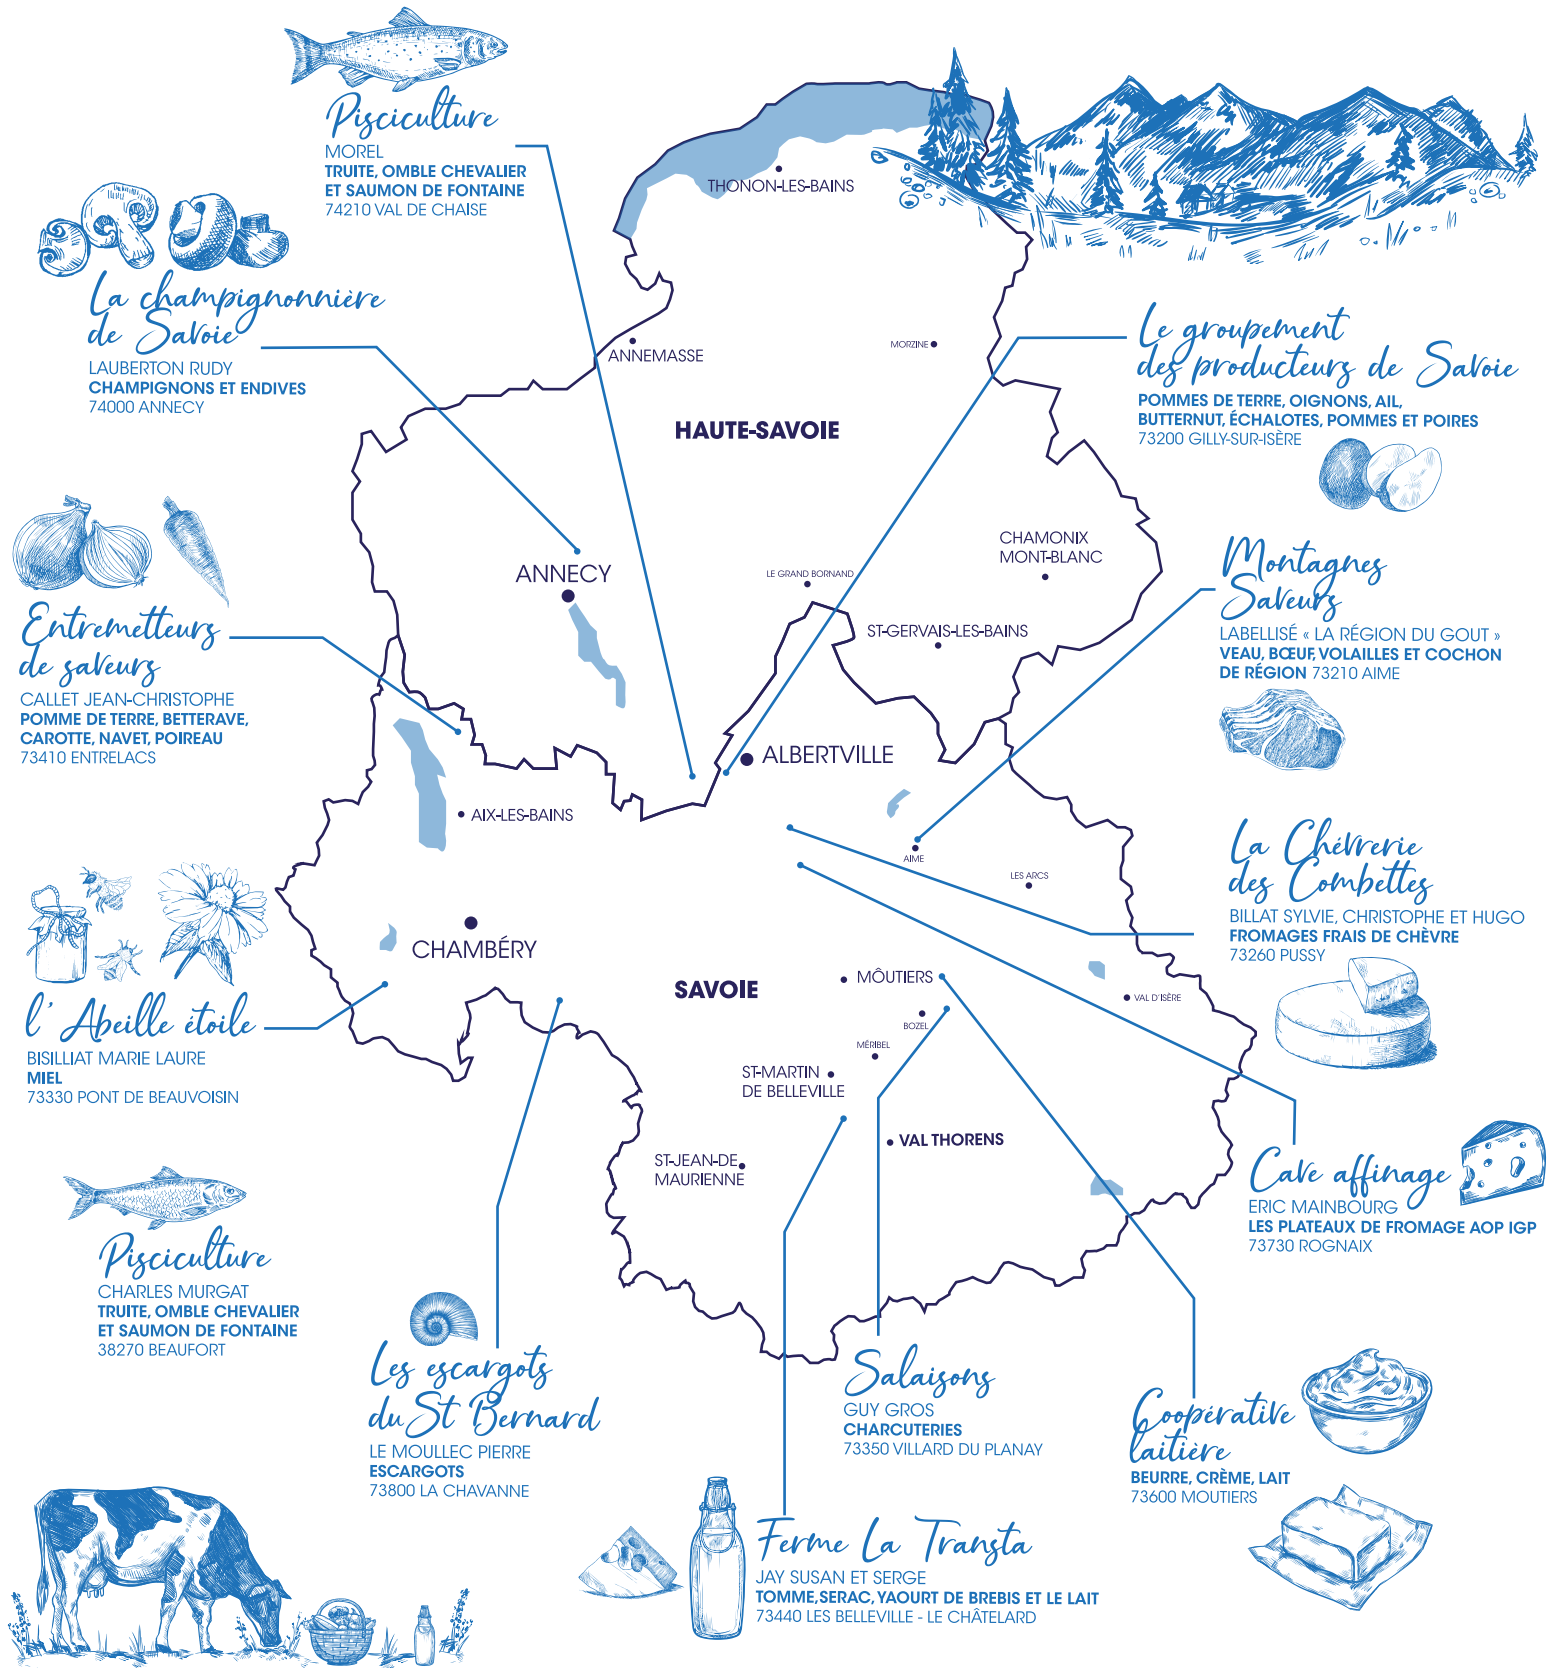 Pisciculture
MOREL
TRUITE, OMBLE CHEVALIER
ET SAUMON DE FONTAINE
74210 VAL DE CHAISE
La champignonnière
de Savoie
LAUBERTON RUDY
CHAMPIGNONS ET ENDIVES
74000 ANNECY
Entremetteurs
de saveurs
CALLET JEAN-CHRISTOPHE
POMME DE TERRE, BETTERAVE,
CAROTTE, NAVET, POIREAU
73410 ENTRELACS
l'Abeille étoile
BISILLIAT MARIE LAURE
MIEL
73330 PONT DE BEAUVOISIN
Pisciculture
CHARLES MURGAT
TRUITE, OMBLE CHEVALIER
ET SAUMON DE FONTAINE
38270 BEAUFORT
Les escargots
du St Bernard
LE MOULLEC PIERRE
ESCARGOTS
73800 LA CHAVANNE
THONON-LES-BAINS
ANNEMASSE
MORZINE
HAUTE-SAVOIE
CHAMONIX
MONT-BLANC
ANNECY
LE GRAND BORNAND
ST-GERVAIS-LES-BAINS
ALBERTVILLE
AIX-LES-BAINS
AIME
LES ARCS
CHAMBÉRY
SAVOIE
MÔUTIERS
VAL D'ISÈRE
BOZEL
MÉRIBEL
ST-MARTIN
DE BELLEVILLE
VAL THORENS
ST-JEAN-DE
MAURIENNE
Le groupement
des producteurs de Savoie
POMMES DE TERRE, OIGNONS, AIL,
BUTTERNUT, ÉCHALOTES, POMMES ET POIRES
73200 GILLY-SUR-ISÈRE
Montagnes
Saveurs
LABELLISÉ « LA RÉGION DU GOUT »
VEAU, BŒUF, VOLAILLES ET COCHON
DE RÉGION 73210 AIME
La Chévrerie
des Combettes
BILLAT SYLVIE, CHRISTOPHE ET HUGO
FROMAGES FRAIS DE CHÈVRE
73260 PUSSY
Cave affinage
ERIC MAINBOURG
LES PLATEAUX DE FROMAGE AOP IGP
73730 ROGNAIX
Salaisons
GUY GROS
CHARCUTERIES
73350 VILLARD DU PLANAY
Coopérative
laitière
BEURRE, CRÈME, LAIT
73600 MOUTIERS
Ferme La Transta
JAY SUSAN ET SERGE
TOMME, SERAC, YAOURT DE BREBIS ET LE LAIT
73440 LES BELLEVILLE - LE CHÂTELARD